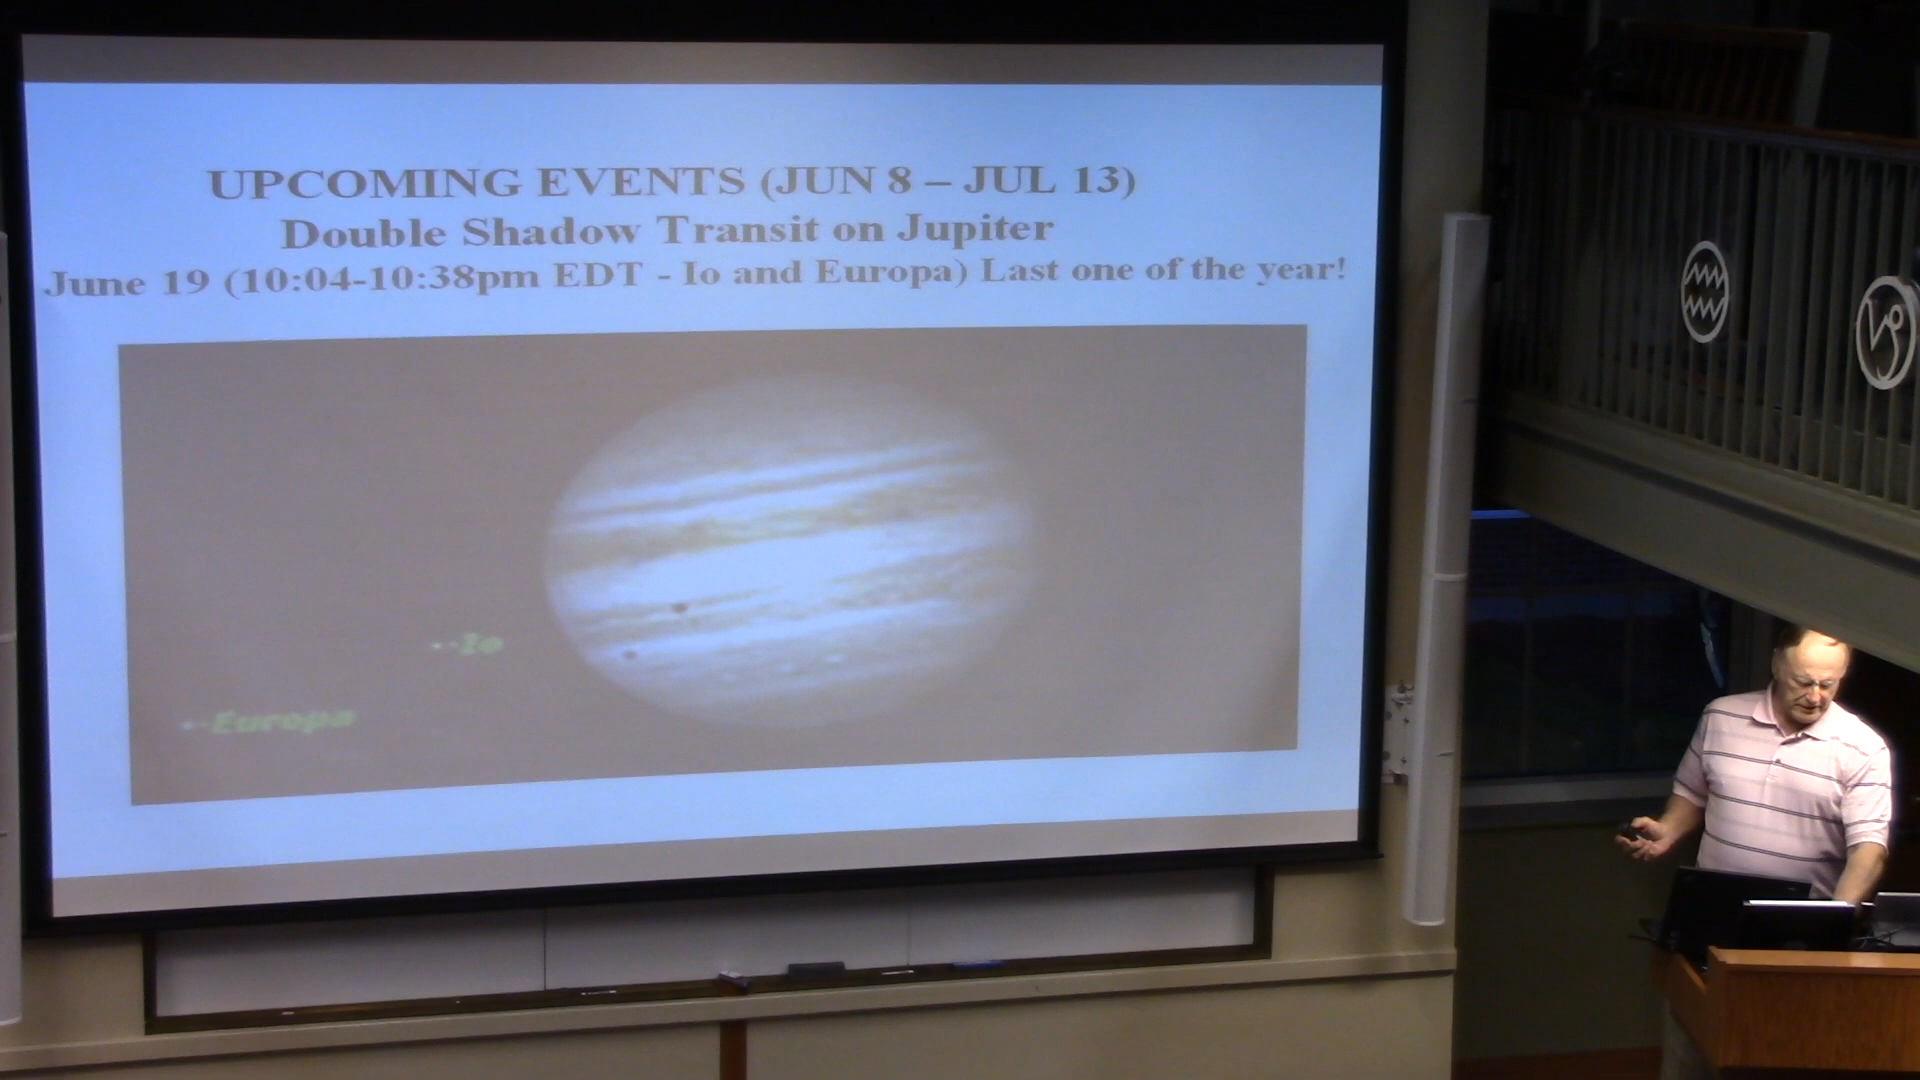 UPCOMING EVENTS (JUN 8 – JUL 13)
Double Shadow Transit on Jupiter
June 19 (10:04-10:38pm EDT - Io and Europa) Last one of the year!
Io
Europa